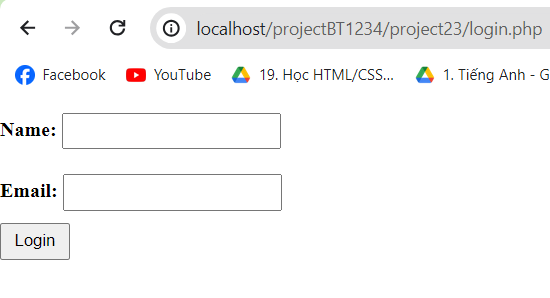 localhost/projectBT1234/project23/login.php
Facebook YouTube 19. Học HTML/CSS... 1. Tiếng Anh - G
Name:
Email:
Login